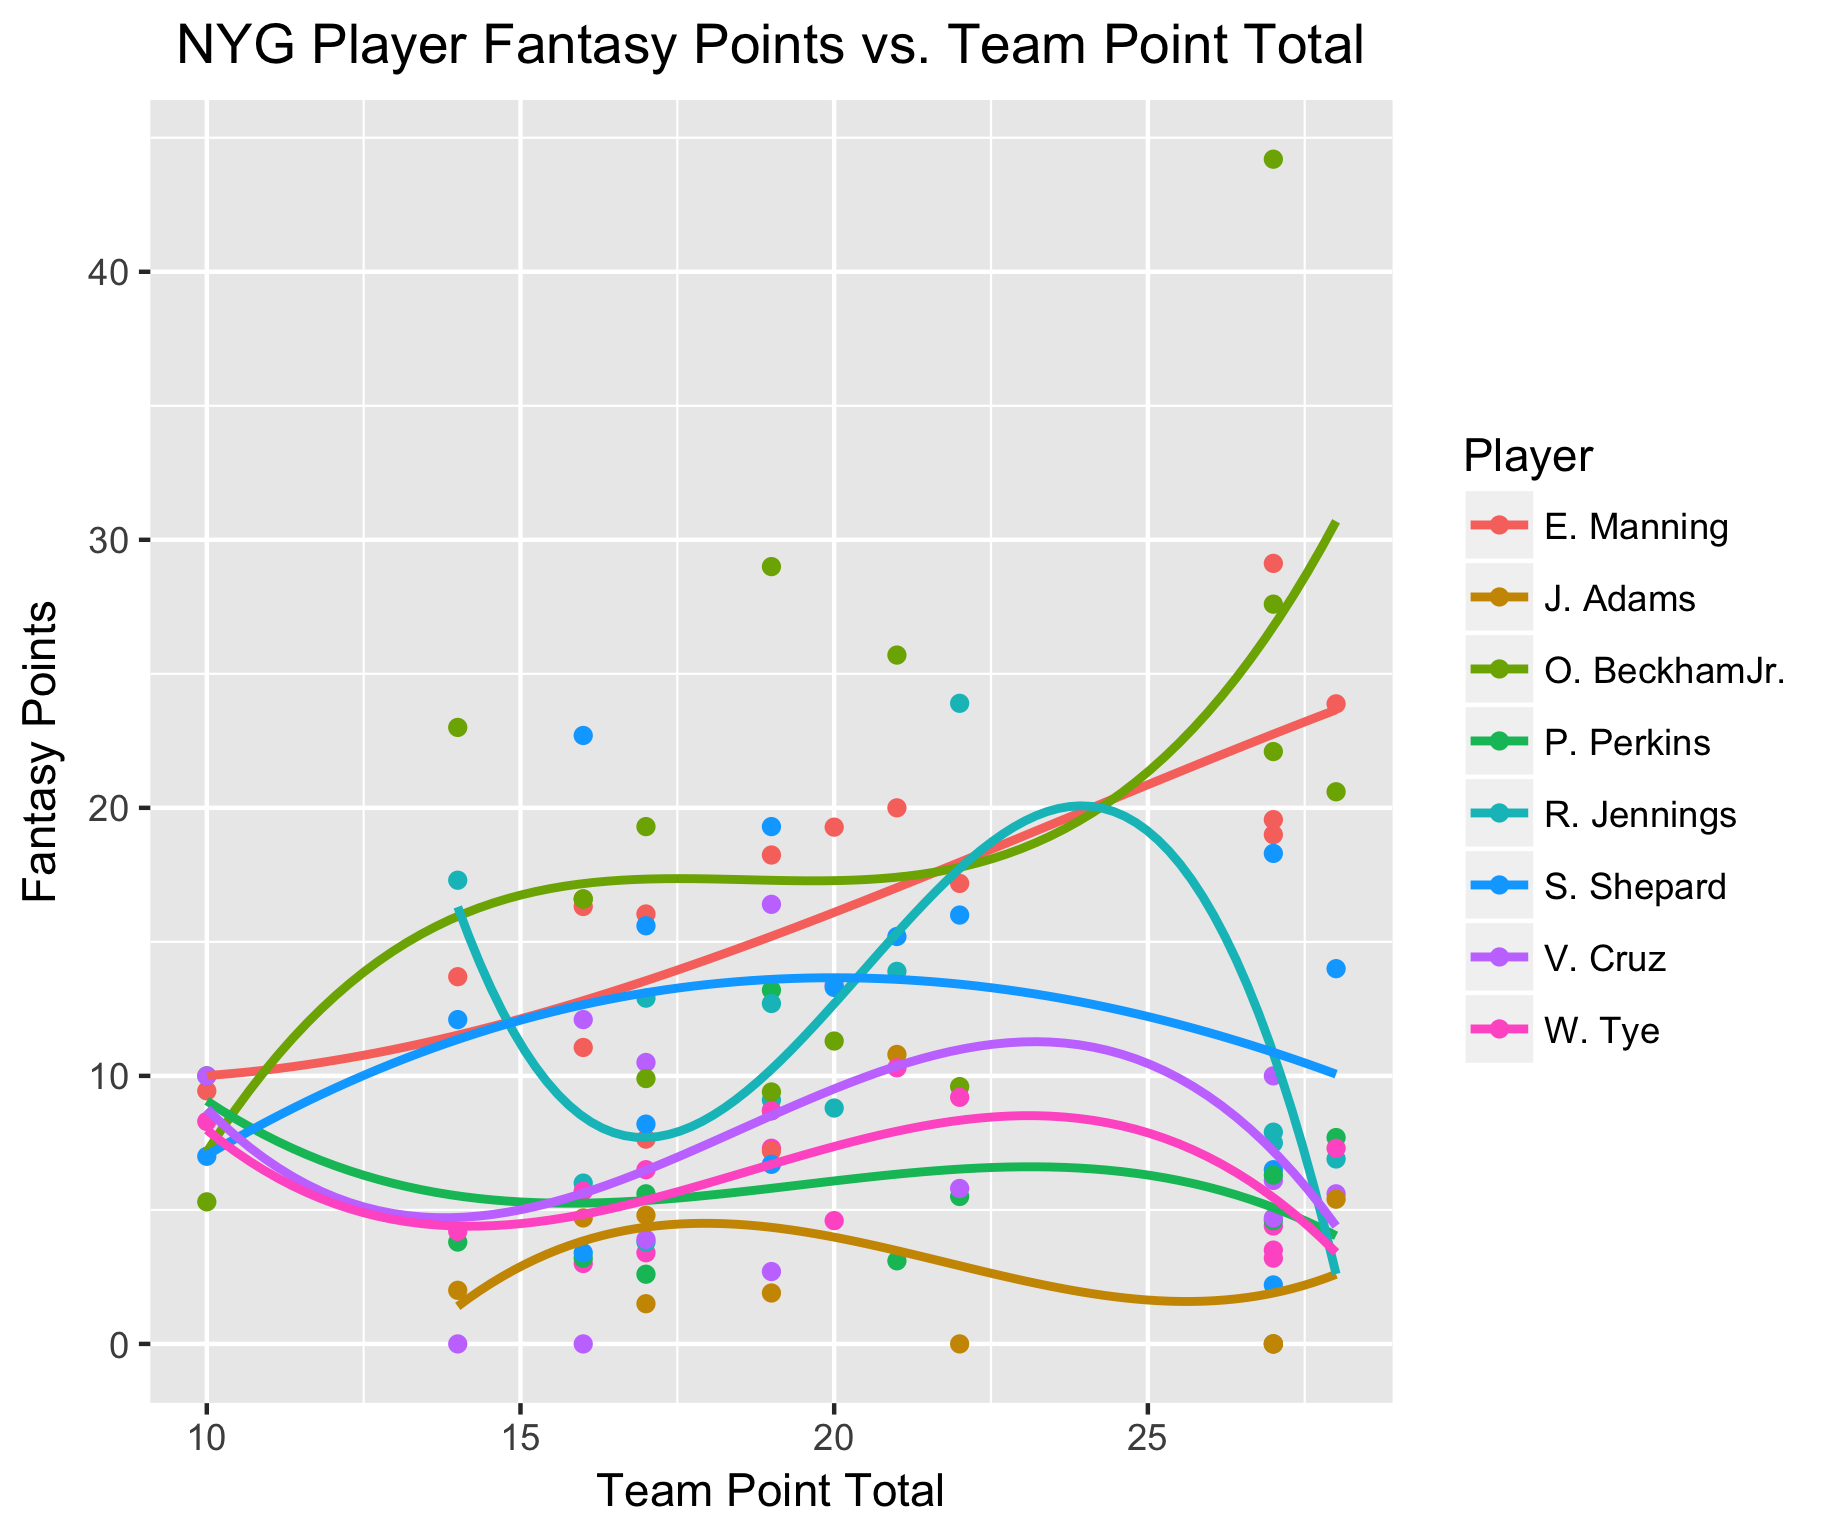 NYG Player Fantasy Points vs. Team Point Total
Fantasy Points
40
30
20
10
0
10 15 20 25
Team Point Total
Player
E. Manning
J. Adams
O. BeckhamJr.
P. Perkins
R. Jennings
S. Shepard
V. Cruz
W. Tye